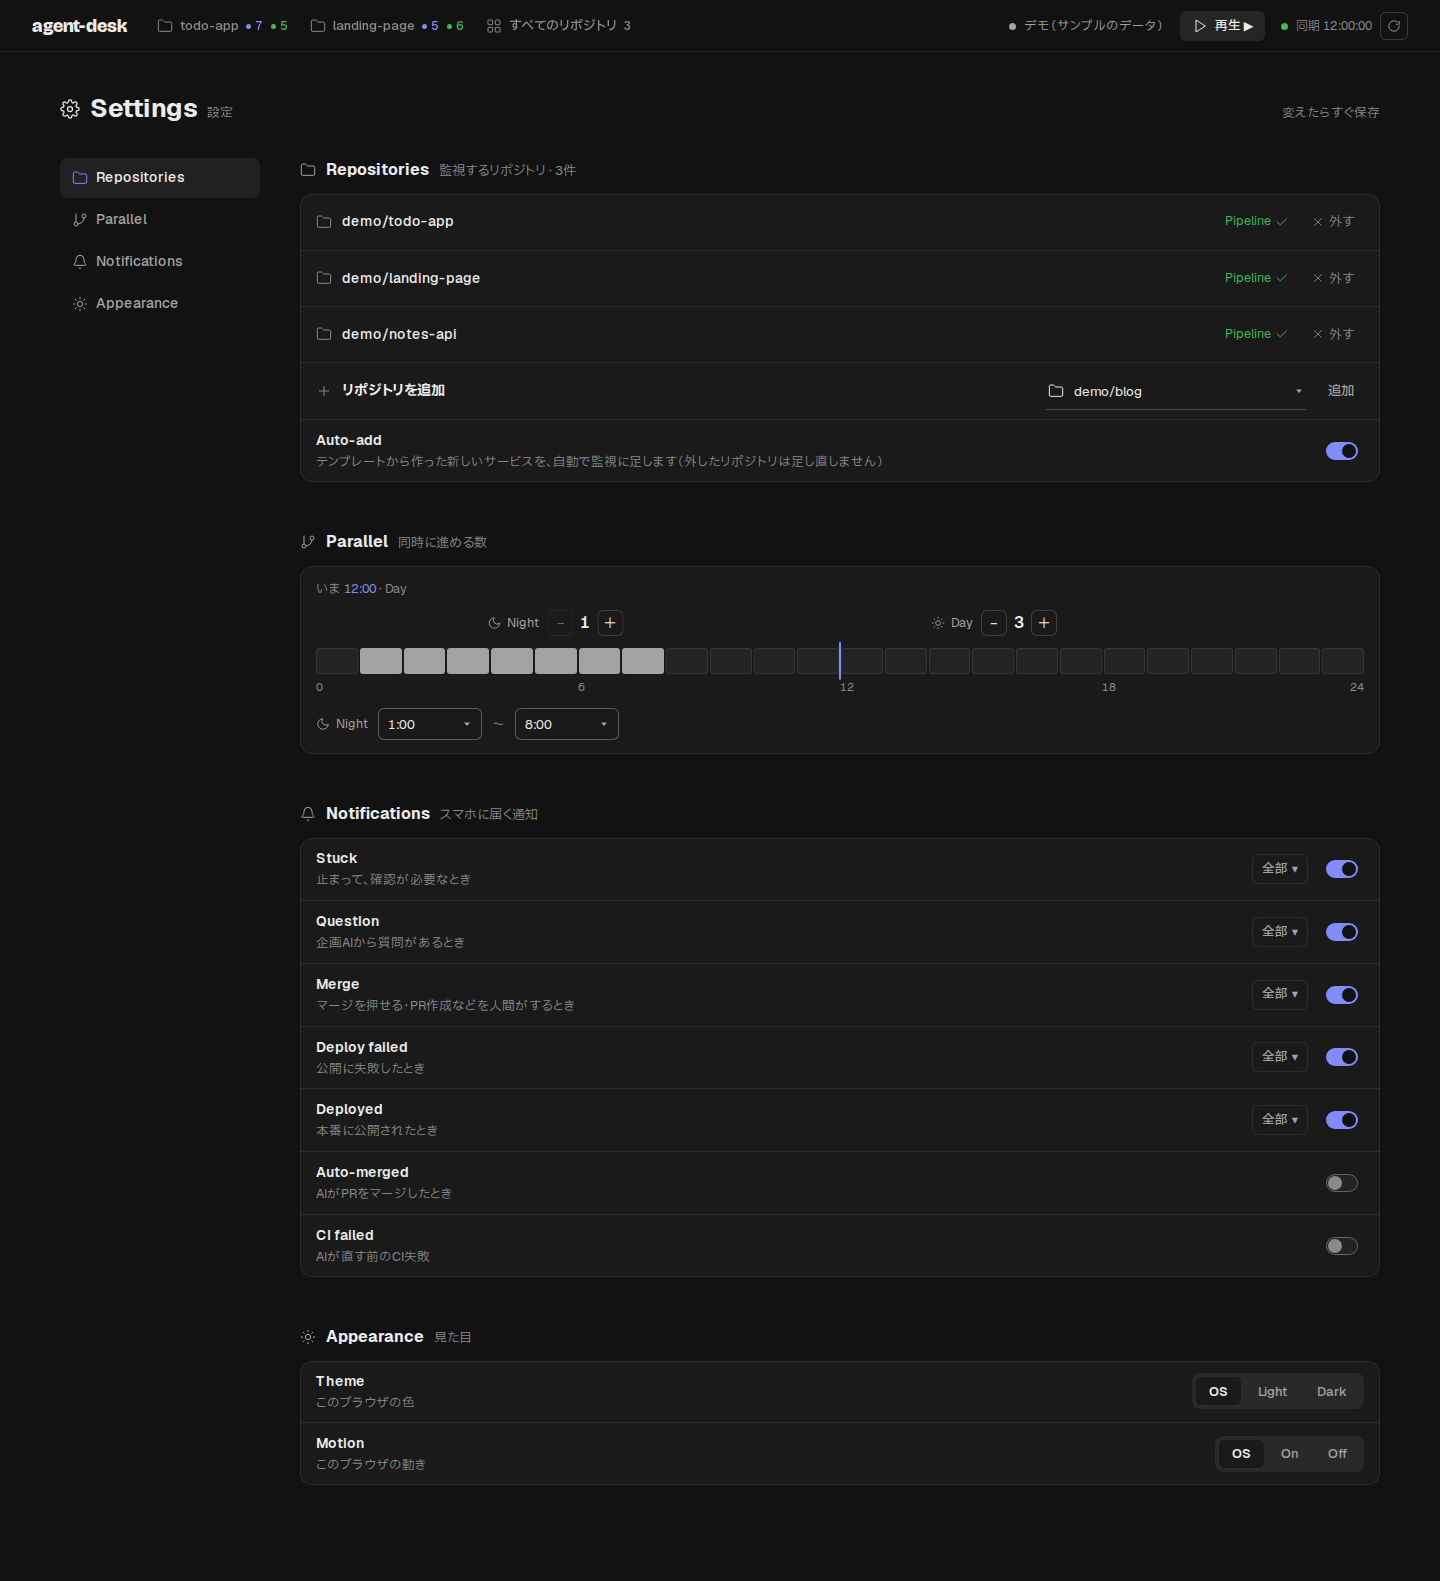 agent-desk todo-app 7 5 landing-page 5 6 すべてのリポジトリ 3 デモ（サンプルのデータ） 再生 ▶ 同期 12:00:00
Settings 設定 変えたらすぐ保存
Repositories
Parallel
Notifications
Appearance
Repositories 監視するリポジトリ · 3件
demo/todo-app Pipeline ✓ × 外す
demo/landing-page Pipeline ✓ × 外す
demo/notes-api Pipeline ✓ × 外す
+ リポジトリを追加 demo/blog 追加
Auto-add
テンプレートから作った新しいサービスを、自動で監視に足します（外したリポジトリは足し直しません）
Parallel 同時に進める数
いま 12:00 · Day
Night − 1 + Day − 3 +
0 6 12 18 24
Night 1:00 ～ 8:00
Notifications スマホに届く通知
Stuck
止まって、確認が必要なとき
全部 ▾
Question
企画AIから質問があるとき
全部 ▾
Merge
マージを押せる・PR作成などを人間がするとき
全部 ▾
Deploy failed
公開に失敗したとき
全部 ▾
Deployed
本番に公開されたとき
全部 ▾
Auto-merged
AIがPRをマージしたとき
CI failed
AIが直す前のCI失敗
Appearance 見た目
Theme
このブラウザの色
OS Light Dark
Motion
このブラウザの動き
OS On Off